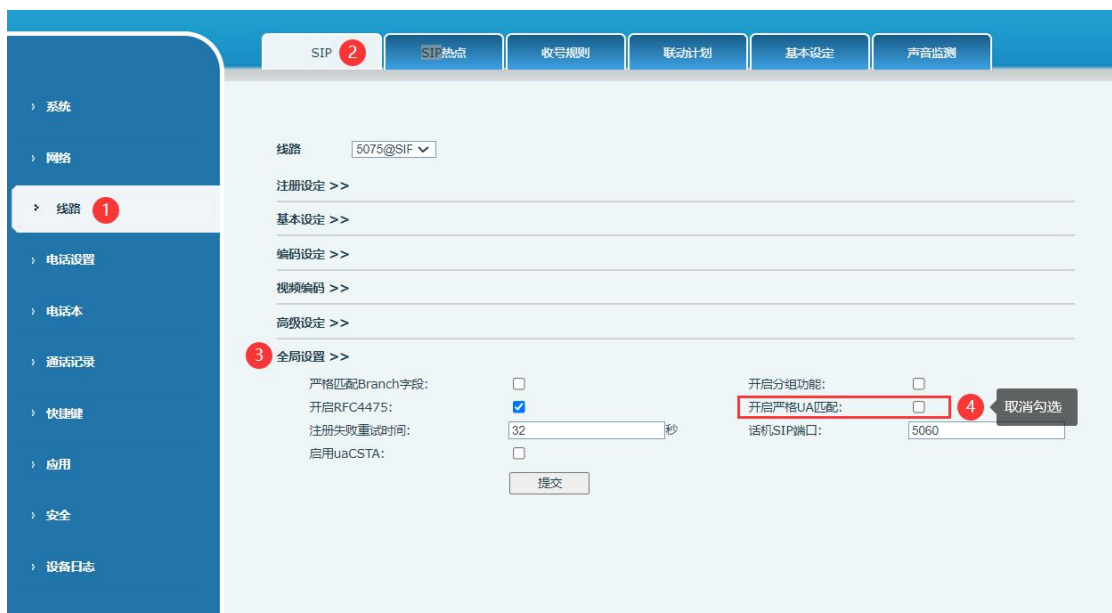 SIP 2 SIP热点 收号规则 联动计划 基本设定 声音监测
› 系统
› 网络
› 线路 1
› 电话设置
› 电话本
› 通话记录
› 快捷键
› 应用
› 安全
› 设备日志
线路 5075@SIF
注册设定 >>
基本设定 >>
编码设定 >>
视频编码 >>
高级设定 >>
3 全局设置 >>
严格匹配Branch字段: 开启分组功能:
开启RFC4475: 开启严格UA匹配: 4 取消勾选
注册失败重试时间: 32 秒 话机SIP端口: 5060
启用uaCSTA:
提交